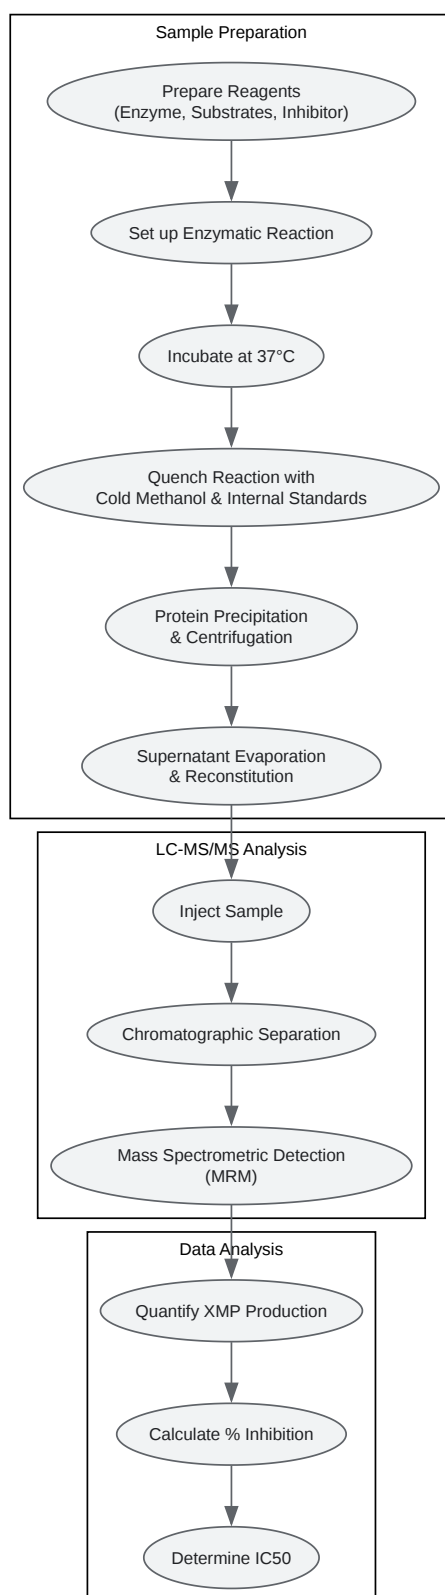 Sample Preparation
Prepare Reagents
(Enzyme, Substrates, Inhibitor)
Set up Enzymatic Reaction
Incubate at 37°C
Quench Reaction with
Cold Methanol & Internal Standards
Protein Precipitation
& Centrifugation
Supernatant Evaporation
& Reconstitution
LC-MS/MS Analysis
Inject Sample
Chromatographic Separation
Mass Spectrometric Detection
(MRM)
Data Analysis
Quantify XMP Production
Calculate % Inhibition
Determine IC50